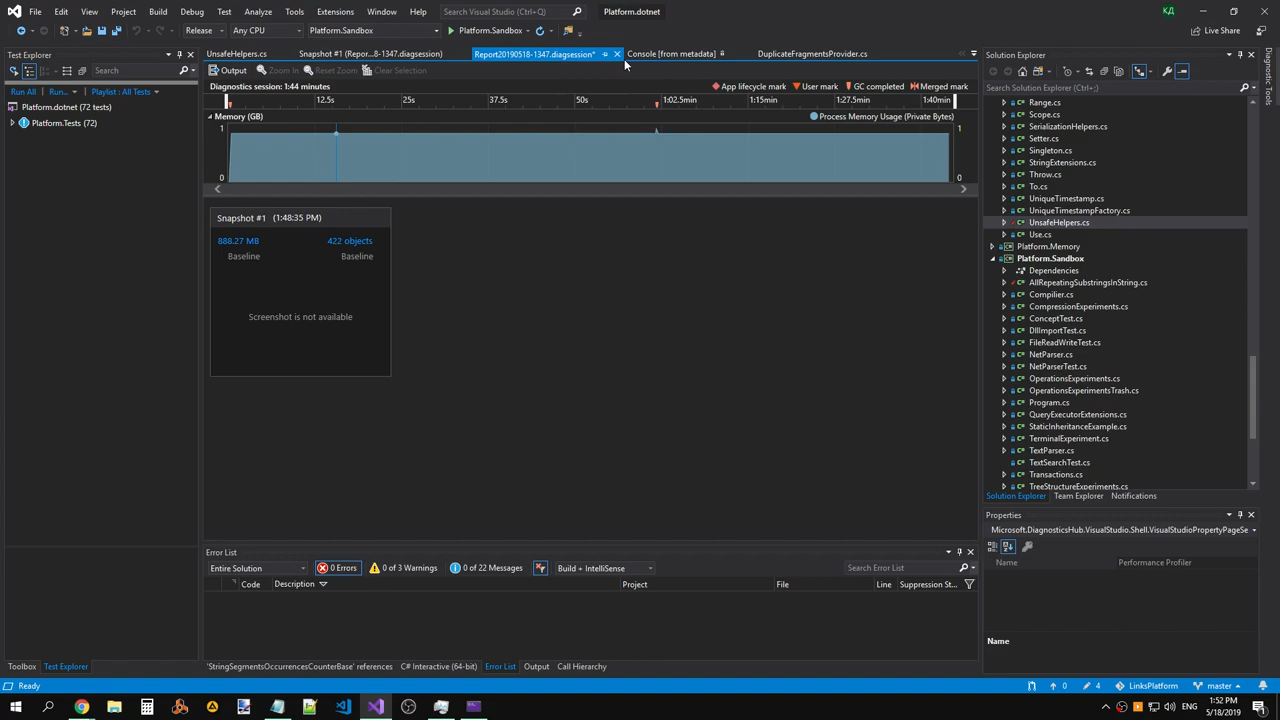 File Edit View Project Build Debug Test Analyze Tools Extensions Window Help Search Visual Studio Platform.dotnet КД
Release Any CPU Platform.Sandbox Live Share
Test Explorer
Search
Run All Run... Playlist : All Tests
Platform.dotnet (72 tests)
Platform.Tests (72)
UnsafeHelpers.cs Snapshot #1 (Repor...8-1347.diagsession) Report20190518-1347.diagsession* Console [from metadata] DuplicateFragmentsProvider.cs
Output Zoom In Reset Zoom Clear Selection
Diagnostics session: 1:44 minutes App lifecycle mark User mark GC completed Merged mark
12.5s 25s 37.5s 50s 1:02.5min 1:15min 1:27.5min 1:40min
Memory (GB) Process Memory Usage (Private Bytes)
1 1
0 0
Snapshot #1 (1:48:35 PM)
888.27 MB 422 objects
Baseline Baseline
Screenshot is not available
Error List
Entire Solution 0 Errors 0 of 3 Warnings 0 of 22 Messages Build + IntelliSense Search Error List
Code Description Project File Line Suppression St...
Toolbox Test Explorer 'StringSegmentsOccurrencesCounterBase' references C# Interactive (64-bit) Error List Output Call Hierarchy
Solution Explorer
Search Solution Explorer (Ctrl+;)
Range.cs
Scope.cs
SerializationHelpers.cs
Setter.cs
Singleton.cs
StringExtensions.cs
Throw.cs
To.cs
UniqueTimestamp.cs
UniqueTimestampFactory.cs
UnsafeHelpers.cs
Use.cs
Platform.Memory
Platform.Sandbox
Dependencies
AllRepeatingSubstringsInString.cs
Compilier.cs
CompressionExperiments.cs
ConceptTest.cs
DllImportTest.cs
FileReadWriteTest.cs
NetParser.cs
NetParserTest.cs
OperationsExperiments.cs
OperationsExperimentsTrash.cs
Program.cs
QueryExecutorExtensions.cs
StaticInheritanceExample.cs
TerminalExperiment.cs
TextParser.cs
TextSearchTest.cs
Transactions.cs
TreeStructureExperiments.cs
Solution Explorer Team Explorer Notifications
Properties
Microsoft.DiagnosticsHub.VisualStudio.Shell.VisualStudioPropertyPageSe
Name Performance Profiler
Name
Diagnostic Tools
Ready 0 4 LinksPlatform master 1
ENG 1:52 PM
5/18/2019